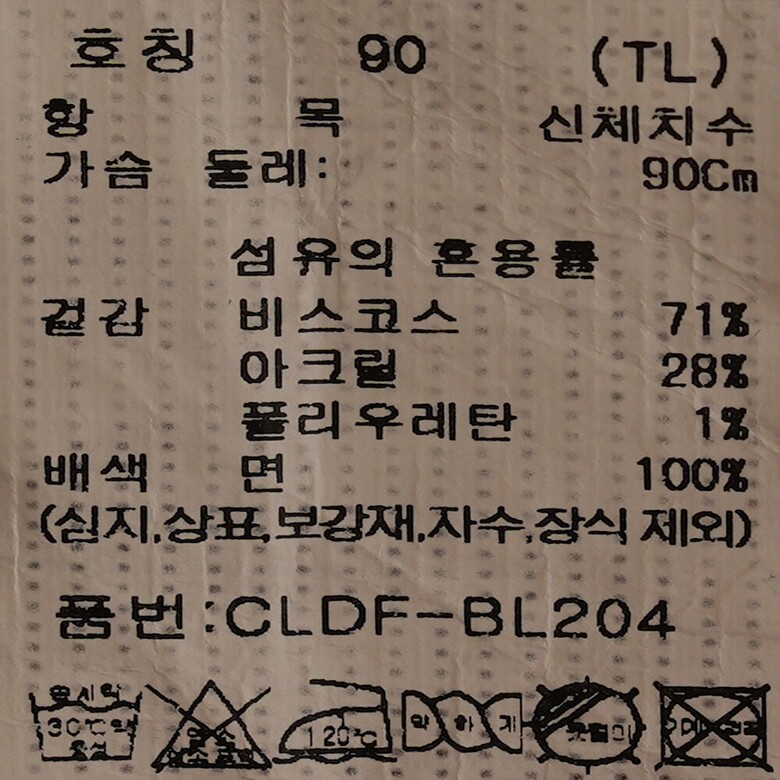 호칭 90 (TL)
항 목 신체치수
가슴 둘레: 90Cm
섬유의 혼용률
겉감 비스코스 71%
아크릴 28%
폴리우레탄 1%
배색 면 100%
(심지,상표,보강재,자수,장식 제외)
품번:CLDF-BL204
30℃ 120℃ 약하게